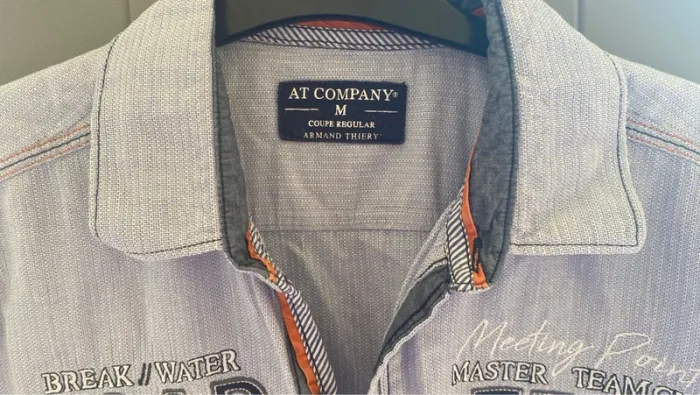 AT COMPANY®
M
COUPE REGULAR
ARMAND THIERY
Meeting Point
BREAK // WATER
MASTER TEAM